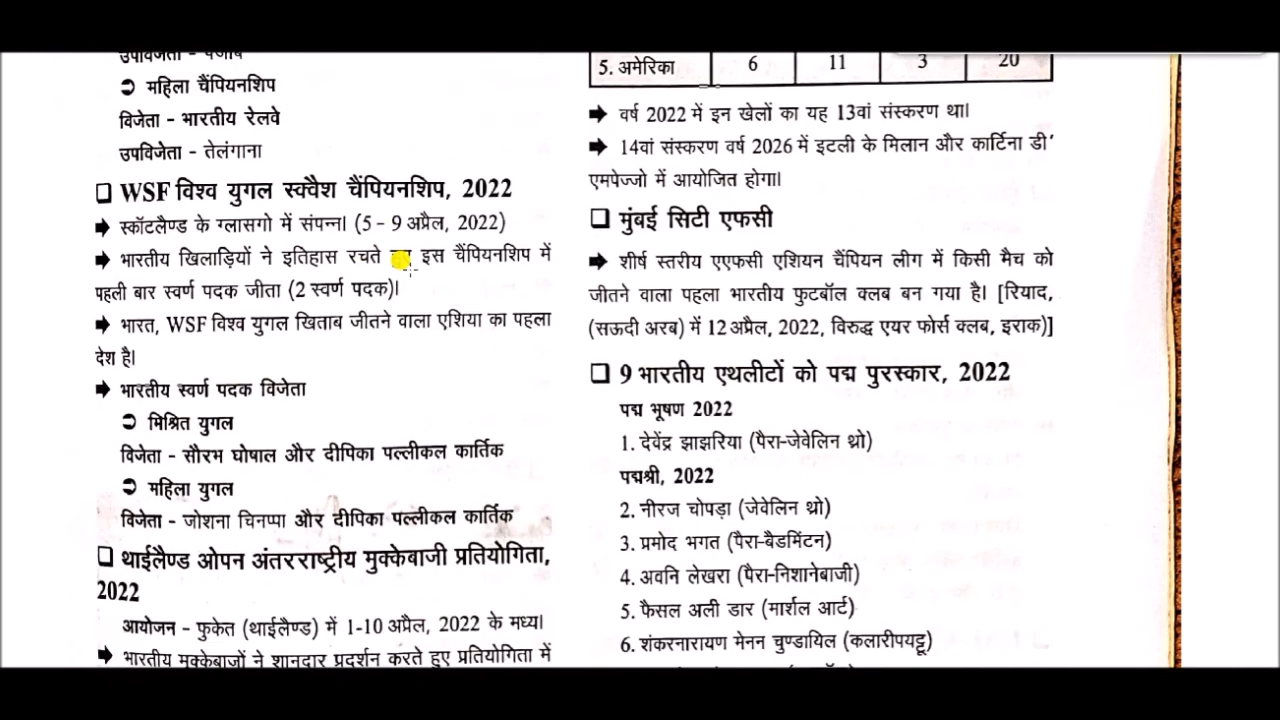 उपविजेता - पंजाब
➲ महिला चैंपियनशिप
विजेता - भारतीय रेलवे
उपविजेता - तेलंगाना
❑ WSF विश्व युगल स्क्वैश चैंपियनशिप, 2022
➡ स्कॉटलैण्ड के ग्लासगो में संपन्न। (5 - 9 अप्रैल, 2022)
➡ भारतीय खिलाड़ियों ने इतिहास रचते इस चैंपियनशिप में
पहली बार स्वर्ण पदक जीता (2 स्वर्ण पदक)।
➡ भारत, WSF विश्व युगल खिताब जीतने वाला एशिया का पहला
देश है।
➡ भारतीय स्वर्ण पदक विजेता
➲ मिश्रित युगल
विजेता - सौरभ घोषाल और दीपिका पल्लीकल कार्तिक
➲ महिला युगल
विजेता - जोशना चिनप्पा और दीपिका पल्लीकल कार्तिक
❑ थाईलैण्ड ओपन अंतरराष्ट्रीय मुक्केबाजी प्रतियोगिता,
2022
आयोजन - फुकेत (थाईलैण्ड) में 1-10 अप्रैल, 2022 के मध्य।
➡ भारतीय मुक्केबाजों ने शानदार प्रदर्शन करते हुए प्रतियोगिता में
5. अमेरिका 6 11 3 20
➡ वर्ष 2022 में इन खेलों का यह 13वां संस्करण था।
➡ 14वां संस्करण वर्ष 2026 में इटली के मिलान और कार्टिना डी'
एमपेज्जो में आयोजित होगा।
❑ मुंबई सिटी एफसी
➡ शीर्ष स्तरीय एएफसी एशियन चैंपियन लीग में किसी मैच को
जीतने वाला पहला भारतीय फुटबॉल क्लब बन गया है। [रियाद,
(सऊदी अरब) में 12 अप्रैल, 2022, विरुद्ध एयर फोर्स क्लब, इराक)]
❑ 9 भारतीय एथलीटों को पद्म पुरस्कार, 2022
पद्म भूषण 2022
1. देवेंद्र झाझरिया (पैरा-जेवेलिन थ्रो)
पद्मश्री, 2022
2. नीरज चोपड़ा (जेवेलिन थ्रो)
3. प्रमोद भगत (पैरा-बैडमिंटन)
4. अवनि लेखरा (पैरा-निशानेबाजी)
5. फैसल अली डार (मार्शल आर्ट)
6. शंकरनारायण मेनन चुण्डायिल (कलारीपयट्टू)